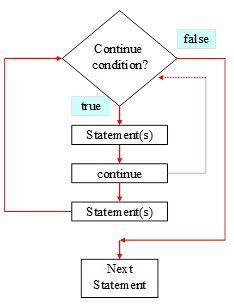 false
Continue
condition?
true
Statement(s)
continue
Statement(s)
Next
Statement